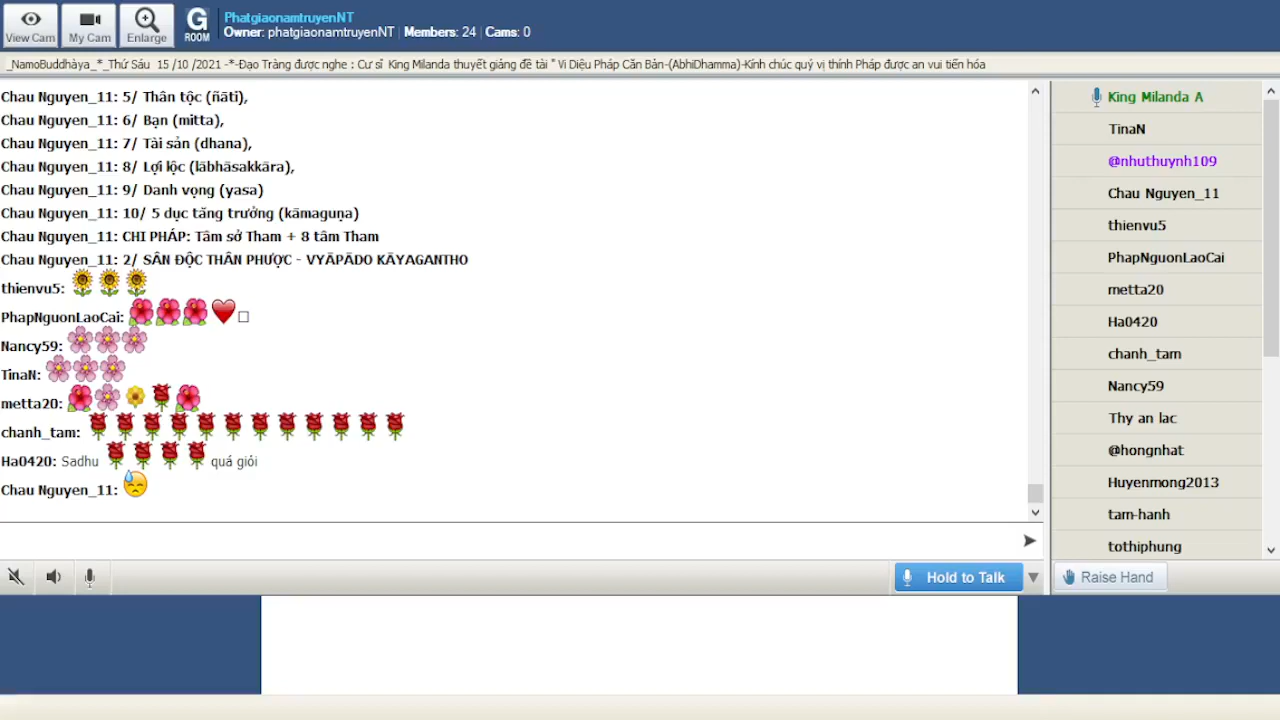 View Cam
My Cam
Enlarge
G ROOM
PhatgiaonamtruyenNT
Owner: phatgiaonamtruyenNT | Members: 24 | Cams: 0
_NamoBuddhàya_*_Thứ Sáu 15 /10 /2021 -*-Đạo Tràng được nghe : Cư sĩ King Milanda thuyết giảng đề tài " Vi Diệu Pháp Căn Bản-(AbhiDhamma)-Kính chúc quý vị thính Pháp được an vui tiến hóa
Chau Nguyen_11: 5/ Thân tộc (ñāti),
Chau Nguyen_11: 6/ Bạn (mitta),
Chau Nguyen_11: 7/ Tài sản (dhana),
Chau Nguyen_11: 8/ Lợi lộc (lābhāsakkāra),
Chau Nguyen_11: 9/ Danh vọng (yasa)
Chau Nguyen_11: 10/ 5 dục tăng trưởng (kāmaguṇa)
Chau Nguyen_11: CHI PHÁP: Tâm sở Tham + 8 tâm Tham
Chau Nguyen_11: 2/ SÂN ĐỘC THÂN PHƯỢC - VYĀPĀDO KĀYAGANTHO
thienvu5:
PhapNguonLaoCai:
Nancy59:
TinaN:
metta20:
chanh_tam:
Ha0420: Sadhu quá giỏi
Chau Nguyen_11:
Hold to Talk
King Milanda A
TinaN
@nhuthuynh109
Chau Nguyen_11
thienvu5
PhapNguonLaoCai
metta20
Ha0420
chanh_tam
Nancy59
Thy an lac
@hongnhat
Huyenmong2013
tam-hanh
tothiphung
Raise Hand